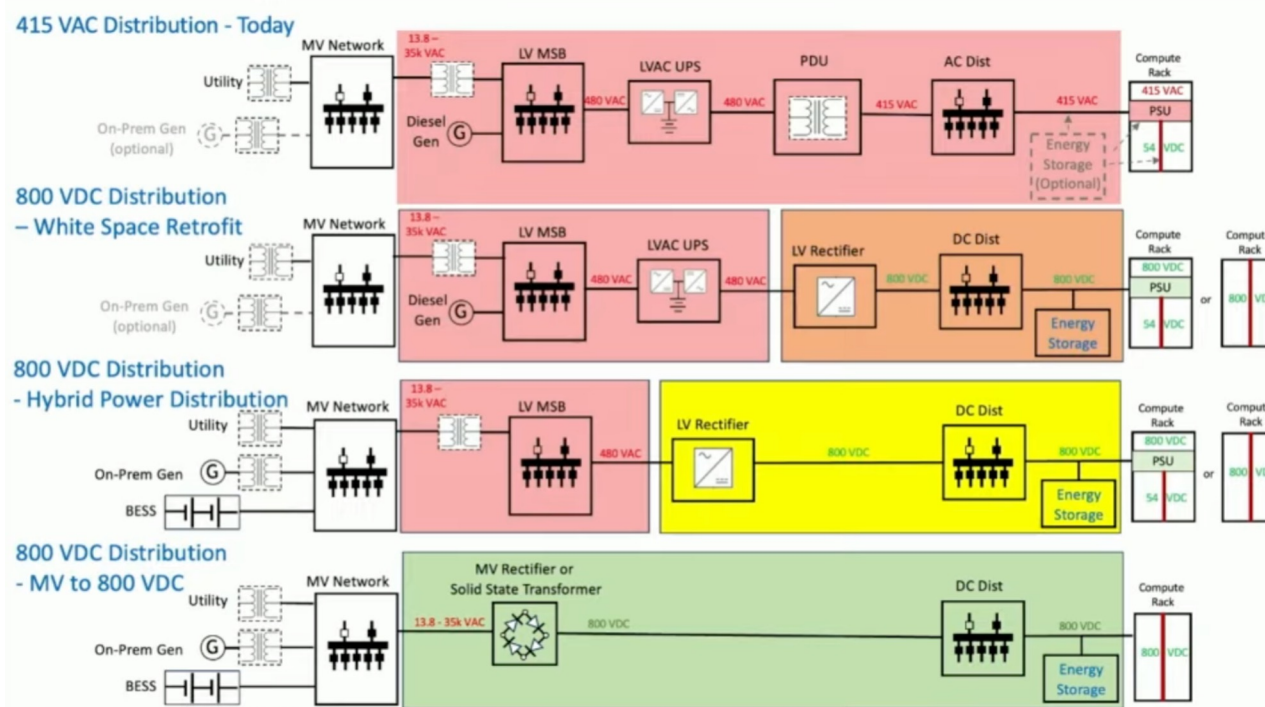 415 VAC Distribution - Today
MV Network
Utility
On-Prem Gen
(optional)
G
13.8 –
35k VAC
LV MSB
Diesel
Gen
G
480 VAC
LVAC UPS
480 VAC
PDU
415 VAC
AC Dist
415 VAC
Energy
Storage
(Optional)
Compute
Rack
415 VAC
PSU
54 VDC
800 VDC Distribution
– White Space Retrofit
MV Network
Utility
On-Prem Gen
(optional)
G
13.8 –
35k VAC
LV MSB
Diesel
Gen
G
480 VAC
LVAC UPS
480 VAC
LV Rectifier
800 VDC
DC Dist
800 VDC
Energy
Storage
Compute
Rack
800 VDC
PSU
54 VDC
or
Rack
800
800 VDC Distribution
- Hybrid Power Distribution
MV Network
Utility
On-Prem Gen
G
BESS
13.8 –
35k VAC
LV MSB
480 VAC
LV Rectifier
800 VDC
DC Dist
800 VDC
Energy
Storage
Compute
Rack
800 VDC
PSU
54 VDC
or
Rack
800
800 VDC Distribution
- MV to 800 VDC
MV Network
Utility
On-Prem Gen
G
BESS
13.8 - 35k VAC
MV Rectifier or
Solid State Transformer
800 VDC
DC Dist
800 VDC
Energy
Storage
Compute
Rack
800 VDC